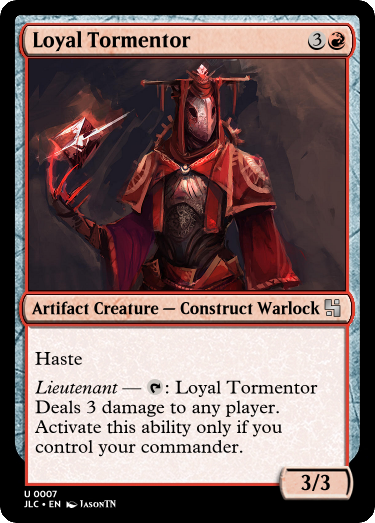 Loyal Tormentor 3
Artifact Creature — Construct Warlock
Haste
Lieutenant — : Loyal Tormentor
Deals 3 damage to any player.
Activate this ability only if you
control your commander.
3/3
U 0007
JLC • EN JASONTN